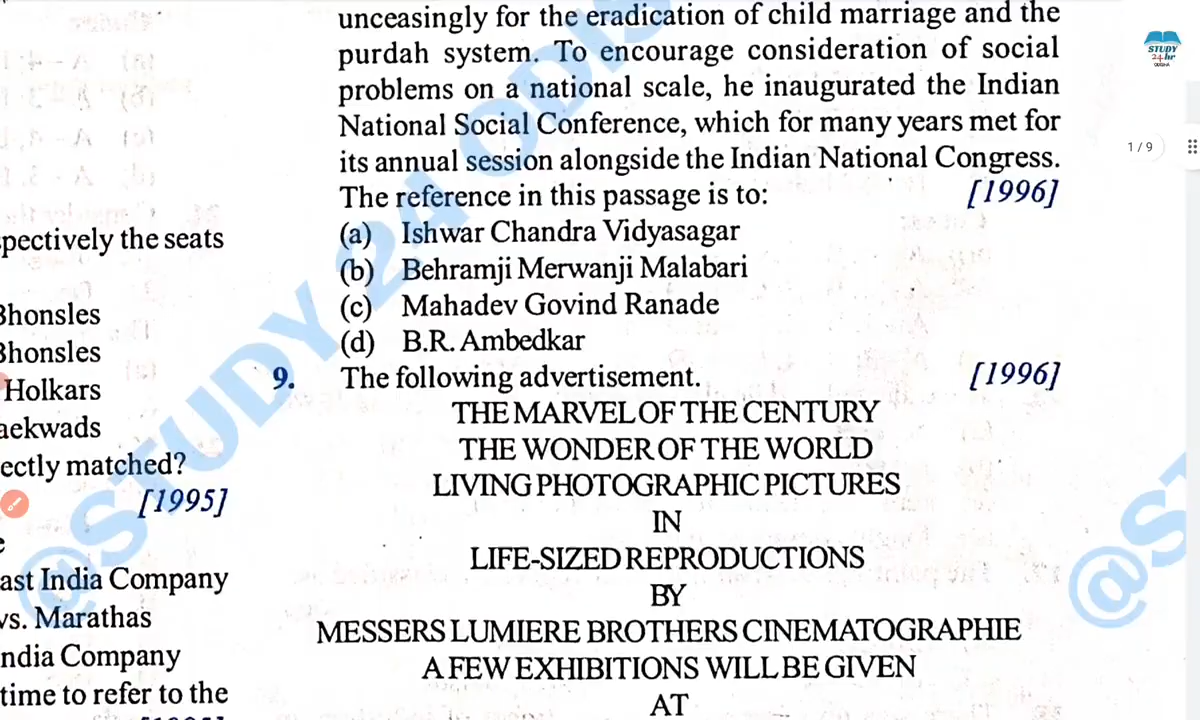 unceasingly for the eradication of child marriage and the
purdah system. To encourage consideration of social
problems on a national scale, he inaugurated the Indian
National Social Conference, which for many years met for
its annual session alongside the Indian National Congress.
The reference in this passage is to: [1996]
(a) Ishwar Chandra Vidyasagar
(b) Behramji Merwanji Malabari
(c) Mahadev Govind Ranade
(d) B.R. Ambedkar
9. The following advertisement. [1996]
THE MARVEL OF THE CENTURY
THE WONDER OF THE WORLD
LIVING PHOTOGRAPHIC PICTURES
IN
LIFE-SIZED REPRODUCTIONS
BY
MESSERS LUMIERE BROTHERS CINEMATOGRAPHIE
A FEW EXHIBITIONS WILL BE GIVEN
AT
spectively the seats
Bhonsles
Bhonsles
Holkars
aekwads
ectly matched?
[1995]
ast India Company
vs. Marathas
ndia Company
time to refer to the
STUDY
24 hr
ODISHA
1 / 9
@STUDY 24 ODIS
@ST